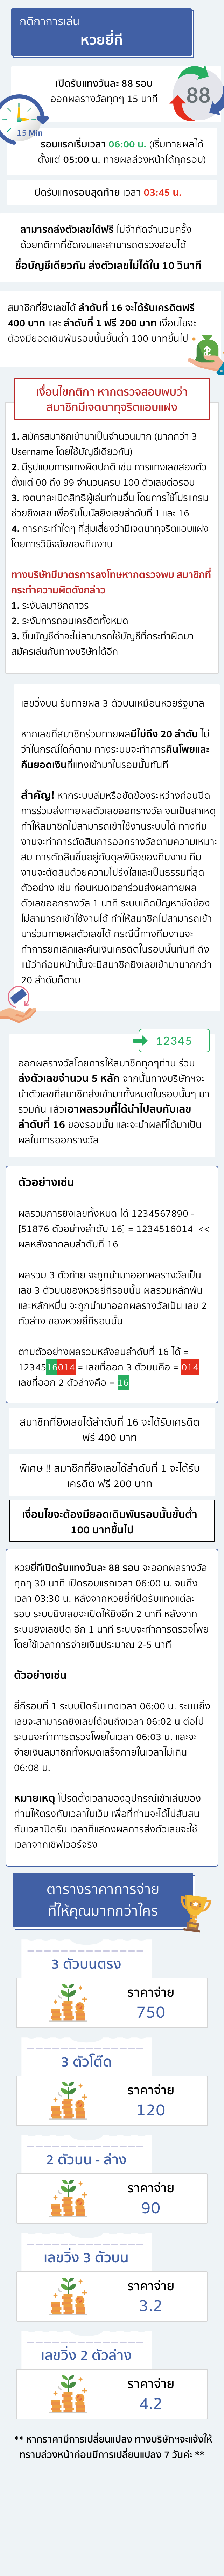 กติกาการเล่น
หวยยี่กี
เปิดรับแทงวันละ 88 รอบ
ออกผลรางวัลทุกๆ 15 นาที
88
15 Min
รอบแรกเริ่มเวลา 06:00 น. (เริ่มทายผลได้
ตั้งแต่ 05:00 น. ทายผลล่วงหน้าได้ทุกรอบ)
ปิดรับแทงรอบสุดท้าย เวลา 03:45 น.
สามารถส่งตัวเลขได้ฟรี ไม่จำกัดจำนวนครั้ง
ด้วยกติกาที่ชัดเจนและสามารถตรวจสอบได้
ชื่อบัญชีเดียวกัน ส่งตัวเลขไม่ได้ใน 10 วินาที
สมาชิกที่ยิงเลขได้ ลำดับที่ 16 จะได้รับเครดิตฟรี
400 บาท และ ลำดับที่ 1 ฟรี 200 บาท เงื่อนไขจะ
ต้องมียอดเดิมพันรอบนั้นขั้นต่ำ 100 บาทขึ้นไป
เงื่อนไขกติกา หากตรวจสอบพบว่า
สมาชิกมีเจตนาทุจริตแอบแฝง
1. สมัครสมาชิกเข้ามาเป็นจำนวนมาก (มากกว่า 3
Username โดยใช้บัญชีเดียวกัน)
2. มีรูปแบบการแทงผิดปกติ เช่น การแทงเลขสองตัว
ตั้งแต่ 00 ถึง 99 จำนวนครบ 100 ตัวเลขต่อรอบ
3. เจตนาละเมิดสิทธิผู้เล่นท่านอื่น โดยการใช้โปรแกรม
ช่วยยิงเลข เพื่อรับโบนัสยิงเลขลำดับที่ 1 และ 16
4. การกระทำใดๆ ที่สุ่มเสี่ยงว่ามีเจตนาทุจริตแอบแฝง
โดยการวินิจฉัยของทีมงาน
ทางบริษัทมีมาตรการลงโทษหากตรวจพบ สมาชิกที่
กระทำความผิดดังกล่าว
1. ระงับสมาชิกถาวร
2. ระงับการถอนเครดิตทั้งหมด
3. ขึ้นบัญชีดำจะไม่สามารถใช้บัญชีที่กระทำผิดมา
สมัครเล่นกับทางบริษัทได้อีก
เลขวิ่งบน รับทายผล 3 ตัวบนเหมือนหวยรัฐบาล
หากเลขที่สมาชิกร่วมทายผลมีไม่ถึง 20 ลำดับ ไม่
ว่าในกรณีใดก็ตาม ทางระบบจะทำการคืนโพยและ
คืนยอดเงินที่แทงเข้ามาในรอบนั้นทันที
สำคัญ! หากระบบล่มหรือขัดข้องระหว่างก่อนปิด
การร่วมส่งทายผลตัวเลขออกรางวัล จนเป็นสาเหตุ
ทำให้สมาชิกไม่สามารถเข้าใช้งานระบบได้ ทางทีม
งานจะทำการตัดสินการออกรางวัลตามความเหมาะ
สม การตัดสินขึ้นอยู่กับดุลพินิจของทีมงาน ทีม
งานจะตัดสินด้วยความโปร่งใสและเป็นธรรมที่สุด
ตัวอย่าง เช่น ก่อนหมดเวลาร่วมส่งผลทายผล
ตัวเลขออกรางวัล 1 นาที ระบบเกิดปัญหาขัดข้อง
ไม่สามารถเข้าใช้งานได้ ทำให้สมาชิกไม่สามารถเข้า
มาร่วมทายผลตัวเลขได้ กรณีนี้ทางทีมงานจะ
ทำการยกเลิกและคืนเงินเครดิตในรอบนั้นทันที ถึง
แม้ว่าก่อนหน้านั้นจะมีสมาชิกยิงเลขเข้ามามากกว่า
20 ลำดับก็ตาม
12345
ออกผลรางวัลโดยการให้สมาชิกทุกๆท่าน ร่วม
ส่งตัวเลขจำนวน 5 หลัก จากนั้นทางบริษัทฯจะ
นำตัวเลขที่สมาชิกส่งเข้ามาทั้งหมดในรอบนั้นๆ มา
รวมกัน แล้วเอาผลรวมที่ได้นำไปลบกับเลข
ลำดับที่ 16 ของรอบนั้น และจะนำผลที่ได้มาเป็น
ผลในการออกรางวัล
ตัวอย่างเช่น
ผลรวมการยิงเลขทั้งหมด ได้ 1234567890 -
[51876 ตัวอย่างลำดับ 16] = 1234516014 <<
ผลหลังจากลบลำดับที่ 16
ผลรวม 3 ตัวท้าย จะถูกนำมาออกผลรางวัลเป็น
เลข 3 ตัวบนของหวยยี่กีรอบนั้น ผลรวมหลักพัน
และหลักหมื่น จะถูกนำมาออกผลรางวัลเป็น เลข 2
ตัวล่าง ของหวยยี่กีรอบนั้น
ตามตัวอย่างผลรวมหลังลบลำดับที่ 16 ได้ =
1234516014 = เลขที่ออก 3 ตัวบนคือ = 014
เลขที่ออก 2 ตัวล่างคือ = 16
สมาชิกที่ยิงเลขได้ลำดับที่ 16 จะได้รับเครดิต
ฟรี 400 บาท
พิเศษ !! สมาชิกที่ยิงเลขได้ลำดับที่ 1 จะได้รับ
เครดิต ฟรี 200 บาท
เงื่อนไขจะต้องมียอดเดิมพันรอบนั้นขั้นต่ำ
100 บาทขึ้นไป
หวยยี่กีเปิดรับแทงวันละ 88 รอบ จะออกผลรางวัล
ทุกๆ 30 นาที เปิดรอบแรกเวลา 06:00 น. จนถึง
เวลา 03:30 น. หลังจากหวยยี่กีปิดรับแทงแต่ละ
รอบ ระบบยิงเลขจะเปิดให้ยิงอีก 2 นาที หลังจาก
ระบบยิงเลขปิด อีก 1 นาที ระบบจะทำการตรวจโพย
โดยใช้เวลาการจ่ายเงินประมาณ 2-5 นาที
ตัวอย่างเช่น
ยี่กีรอบที่ 1 ระบบปิดรับแทงเวลา 06:00 น. ระบบยิง
เลขจะสามารถยิงเลขได้จนถึงเวลา 06:02 น ต่อไป
ระบบจะทำการตรวจโพยในเวลา 06:03 น. และจะ
จ่ายเงินสมาชิกทั้งหมดเสร็จภายในเวลาไม่เกิน
06:08 น.
หมายเหตุ โปรดตั้งเวลาของอุปกรณ์เข้าเล่นของ
ท่านให้ตรงกับเวลาในเว็บ เพื่อที่ท่านจะได้ไม่สับสน
กับเวลาปิดรับ เวลาที่แสดงผลการส่งตัวเลขจะใช้
เวลาจากเซิฟเวอร์จริง
ตารางราคาการจ่าย
ที่ให้คุณมากกว่าใคร
3 ตัวบนตรง
ราคาจ่าย
750
3 ตัวโต๊ด
ราคาจ่าย
120
2 ตัวบน - ล่าง
ราคาจ่าย
90
เลขวิ่ง 3 ตัวบน
ราคาจ่าย
3.2
เลขวิ่ง 2 ตัวล่าง
ราคาจ่าย
4.2
** หากราคามีการเปลี่ยนแปลง ทางบริษัทฯจะแจ้งให้
ทราบล่วงหน้าก่อนมีการเปลี่ยนแปลง 7 วันค่ะ **